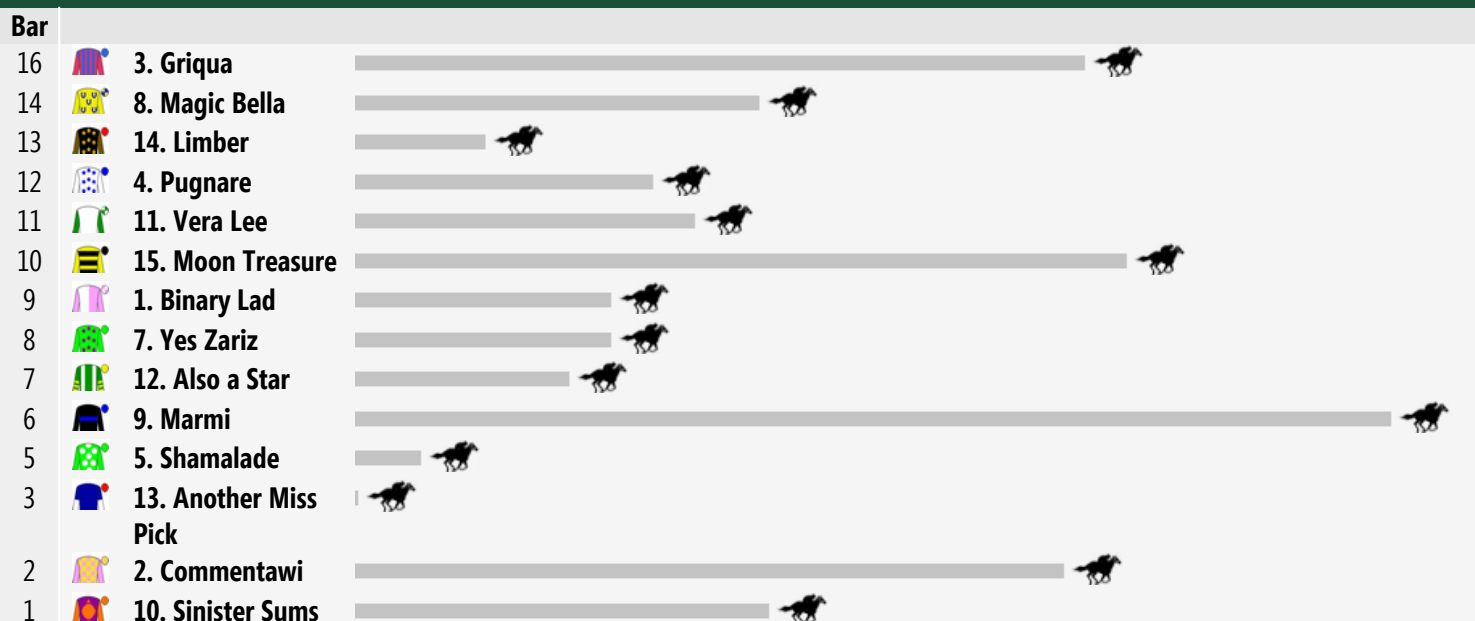 Bar
16 3. Griqua
14 8. Magic Bella
13 14. Limber
12 4. Pugnare
11 11. Vera Lee
10 15. Moon Treasure
9 1. Binary Lad
8 7. Yes Zariz
7 12. Also a Star
6 9. Marmi
5 5. Shamalade
3 13. Another Miss
Pick
2 2. Commentawi
1 10. Sinister Sums